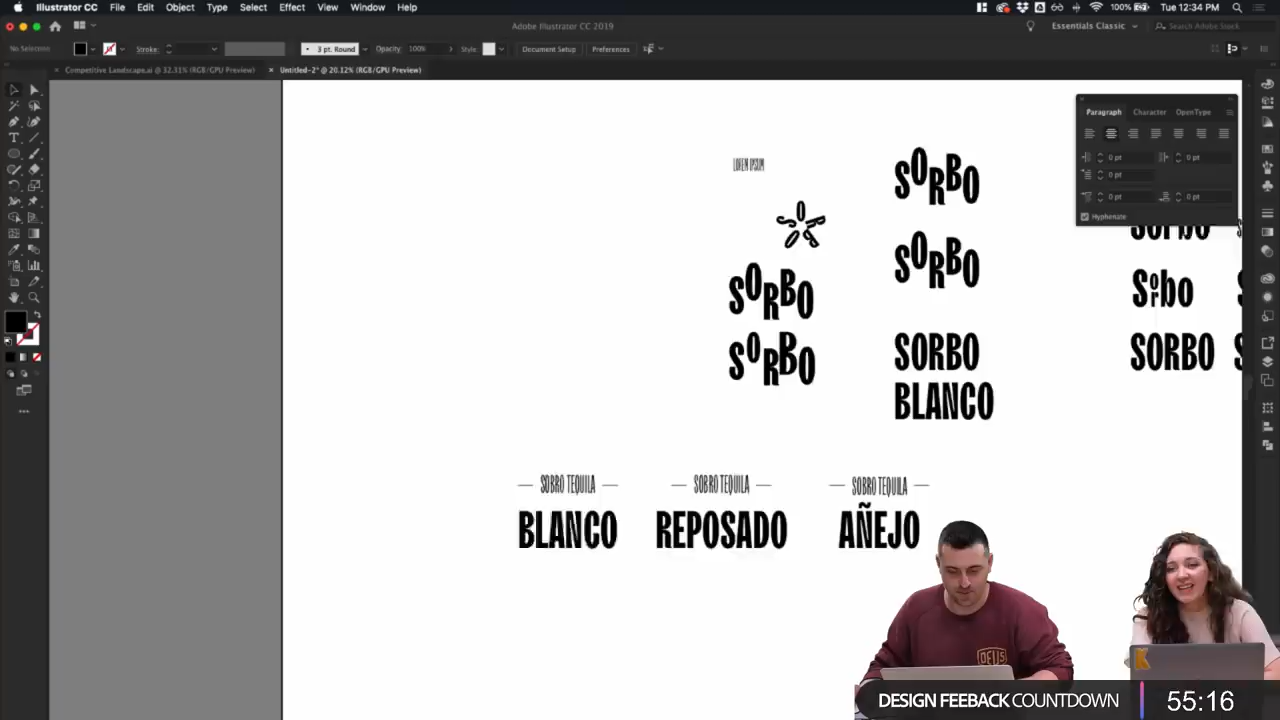 Illustrator CC File Edit Object Type Select Effect View Window Help
100% Tue 12:34 PM
Adobe Illustrator CC 2019
Essentials Classic
Search Adobe Stock
No Selection
Stroke:
3 pt. Round
Opacity: 100%
Style:
Document Setup
Preferences
× Competitive Landscape.ai @ 32.31% (RGB/GPU Preview)
× Untitled-2* @ 20.12% (RGB/GPU Preview)
Paragraph Character OpenType
0 pt 0 pt
0 pt
0 pt 0 pt
Hyphenate
LOREM IPSUM
SORBO
SORBO
SORBO
SORBO
SORBO
BLANCO
Sorbo
Sorbo
SORBO
SOBRO TEQUILA
BLANCO
SOBRO TEQUILA
REPOSADO
SOBRO TEQUILA
AÑEJO
DEUS
K
DESIGN FEEBACK COUNTDOWN 55:16